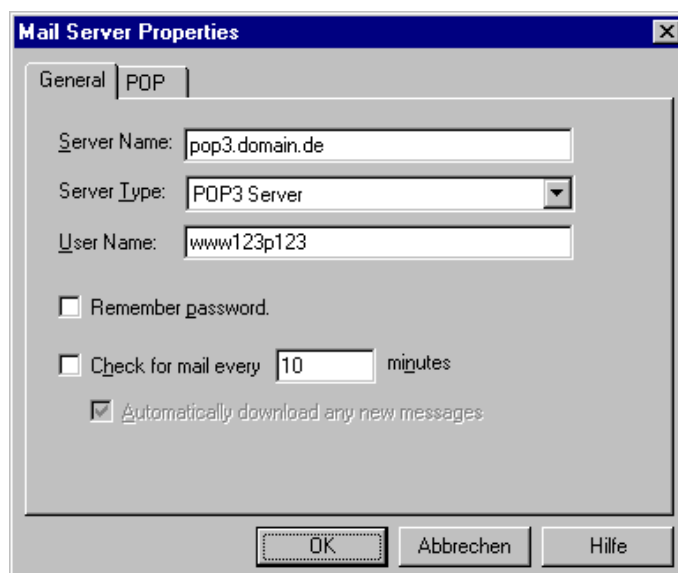 Mail Server Properties
General POP
Server Name: pop3.domain.de
Server Type: POP3 Server
User Name: www123p123
Remember password.
Check for mail every 10 minutes
Automatically download any new messages
OK Abbrechen Hilfe